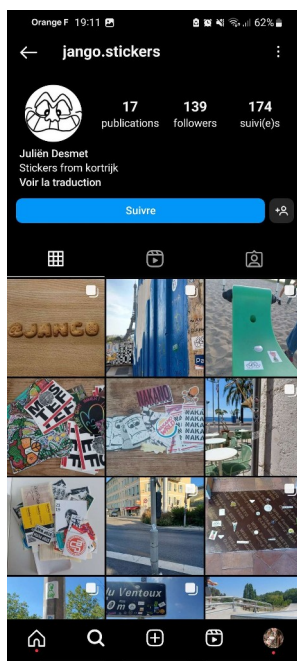 Orange F 19:11 62%
jango.stickers
17 139 174
publications followers suivi(e)s
Juliën Desmet
Stickers from kortrijk
Voir la traduction
Suivre
@JANGO
NAKANO
du Ventoux